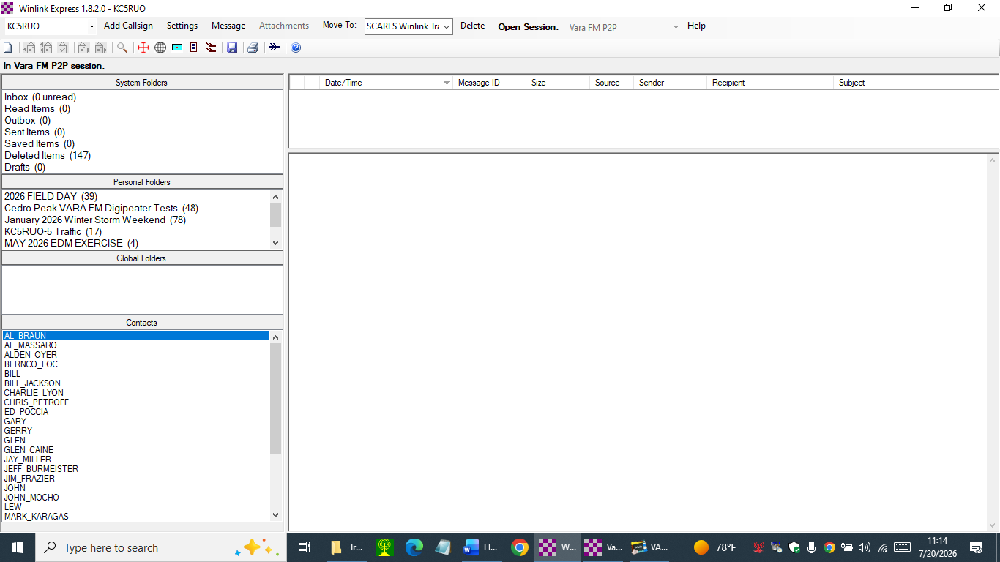 Winlink Express 1.8.2.0 - KC5RUO
KC5RUO Add Callsign Settings Message Attachments Move To: SCARES Winlink Tra Delete Open Session: Vara FM P2P Help
In Vara FM P2P session.
System Folders
Inbox (0 unread)
Read Items (0)
Outbox (0)
Sent Items (0)
Saved Items (0)
Deleted Items (147)
Drafts (0)
Personal Folders
2026 FIELD DAY (39)
Cedro Peak VARA FM Digipeater Tests (48)
January 2026 Winter Storm Weekend (78)
KC5RUO-5 Traffic (17)
MAY 2026 EDM EXERCISE (4)
Global Folders
Contacts
AL_BRAUN
AL_MASSARO
ALDEN_OYER
BERNCO_EOC
BILL
BILL_JACKSON
CHARLIE_LYON
CHRIS_PETROFF
ED_POCCIA
GARY
GERRY
GLEN
GLEN_CAINE
JAY_MILLER
JEFF_BURMEISTER
JIM_FRAZIER
JOHN
JOHN_MOCHO
LEW
MARK_KARAGAS
Date/Time Message ID Size Source Sender Recipient Subject
Type here to search Tr... H... W... Va... VA... 78°F
11:14
7/20/2026